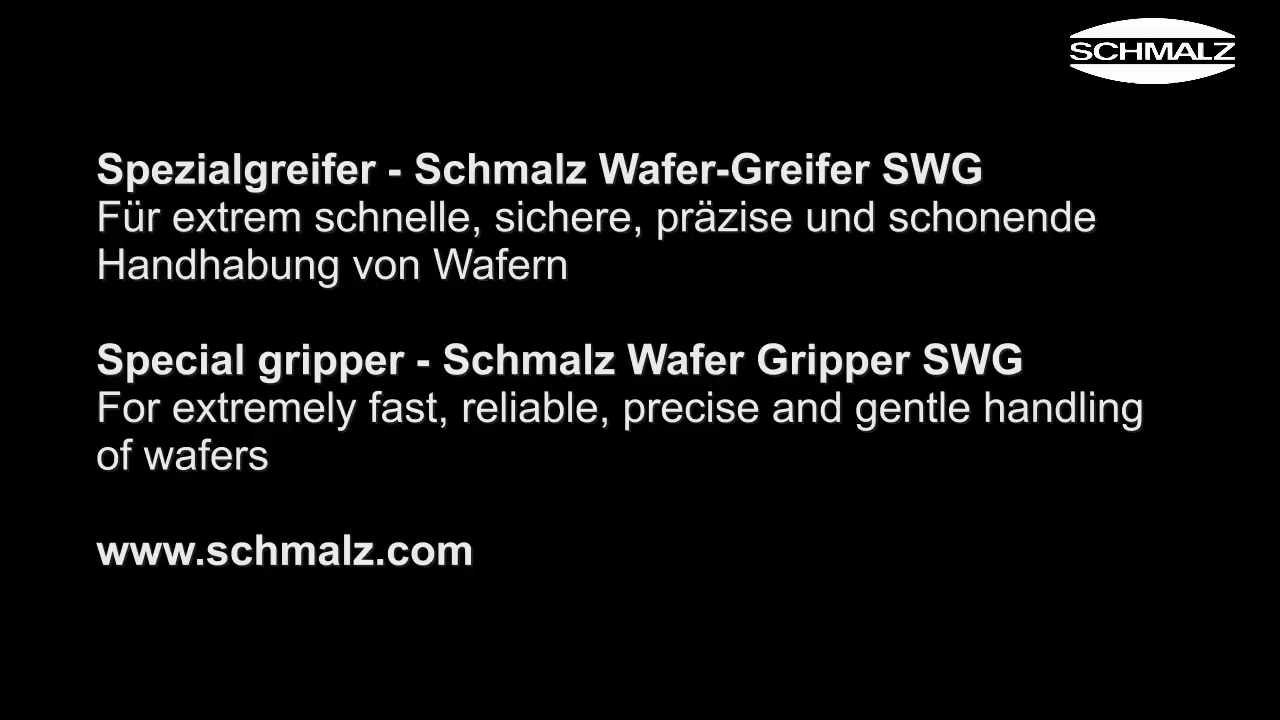 SCHMALZ
Spezialgreifer - Schmalz Wafer-Greifer SWG
Für extrem schnelle, sichere, präzise und schonende
Handhabung von Wafern
Special gripper - Schmalz Wafer Gripper SWG
For extremely fast, reliable, precise and gentle handling
of wafers
www.schmalz.com